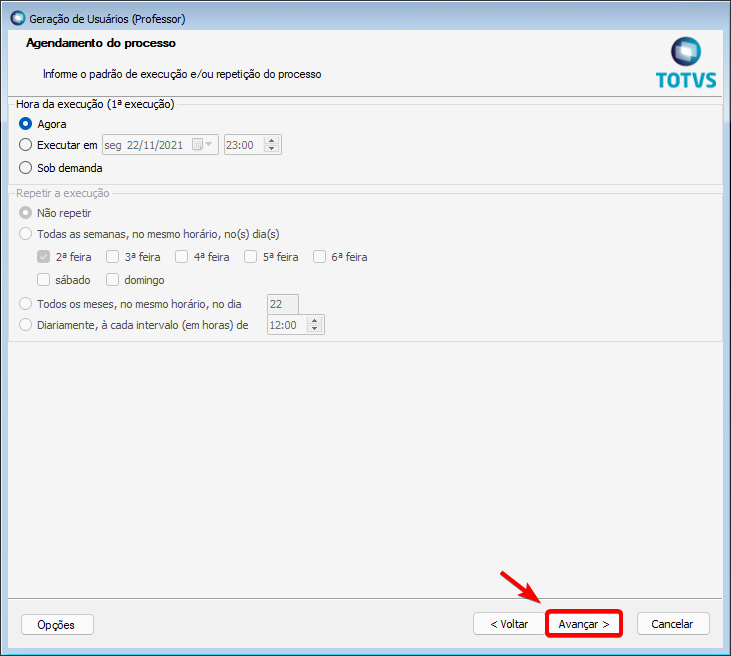 Geração de Usuários (Professor)
Agendamento do processo
Informe o padrão de execução e/ou repetição do processo
TOTVS
Hora da execução (1ª execução)
Agora
Executar em seg 22/11/2021 23:00
Sob demanda
Repetir a execução
Não repetir
Todas as semanas, no mesmo horário, no(s) dia(s)
2ª feira 3ª feira 4ª feira 5ª feira 6ª feira
sábado domingo
Todos os meses, no mesmo horário, no dia 22
Diariamente, à cada intervalo (em horas) de 12:00
Opções < Voltar Avançar > Cancelar